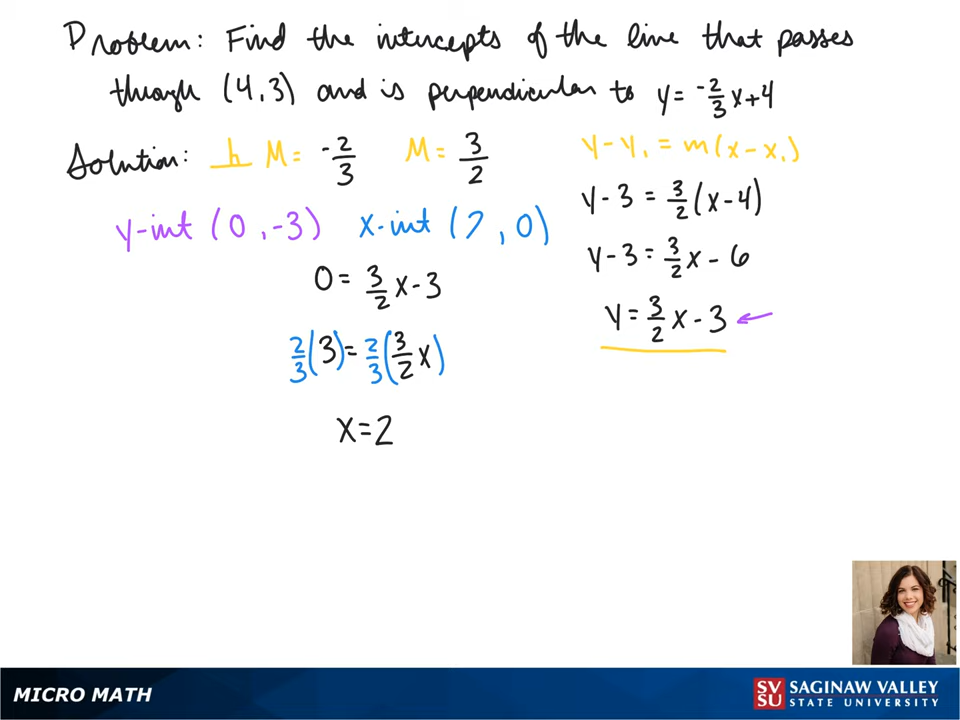 Problem: Find the intercepts of the line that passes
through (4,3) and is perpendicular to y = -2/3 x + 4
Solution: M = -2/3 M = 3/2
y-int (0, -3) x-int (2, 0)
0 = 3/2 x - 3
2/3 (3) = 2/3 (3/2 x)
x = 2
y - y₁ = m(x - x₁)
y - 3 = 3/2 (x - 4)
y - 3 = 3/2 x - 6
y = 3/2 x - 3
MICRO MATH
SVSU SAGINAW VALLEY
STATE UNIVERSITY